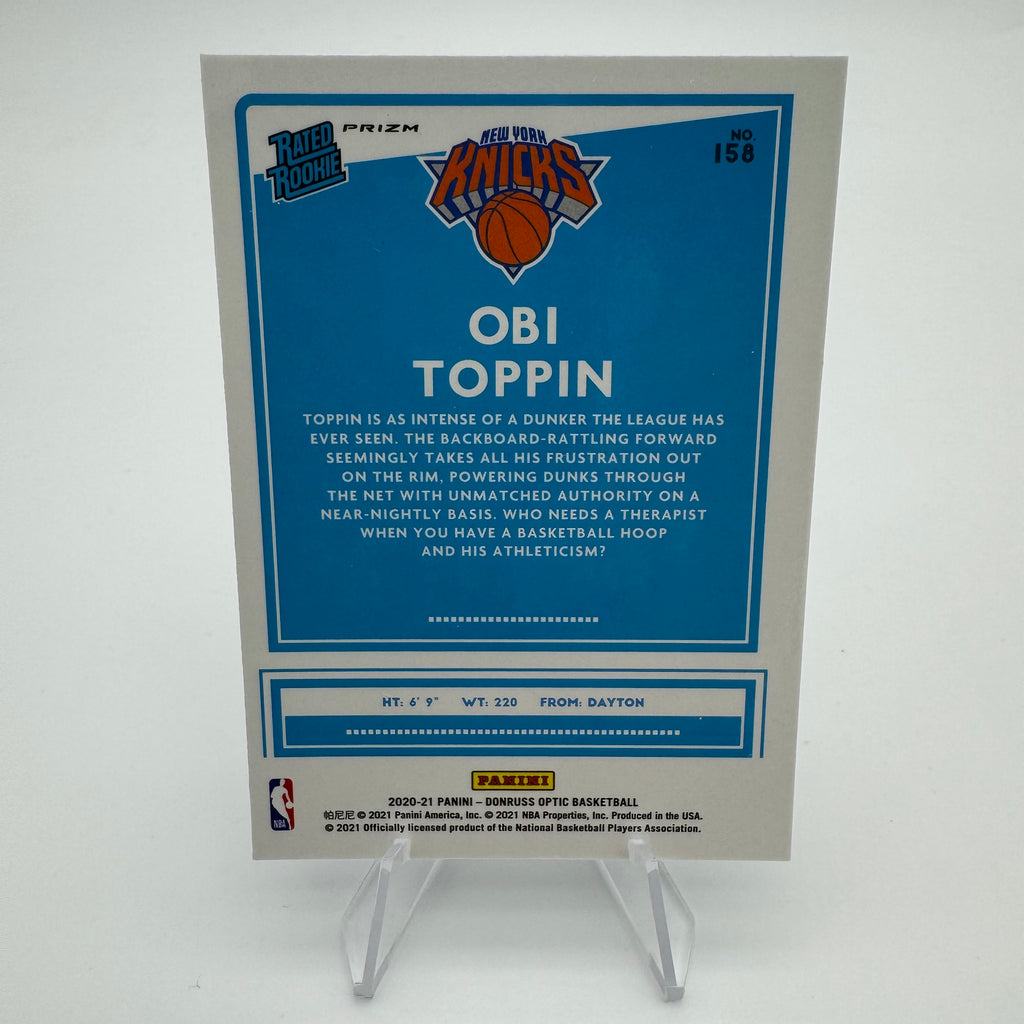 RATED
ROOKIE
PRIZM
NEW YORK
KNICKS
NO.
158
OBI
TOPPIN
TOPPIN IS AS INTENSE OF A DUNKER THE LEAGUE HAS
EVER SEEN. THE BACKBOARD-RATTLING FORWARD
SEEMINGLY TAKES ALL HIS FRUSTRATION OUT
ON THE RIM, POWERING DUNKS THROUGH
THE NET WITH UNMATCHED AUTHORITY ON A
NEAR-NIGHTLY BASIS. WHO NEEDS A THERAPIST
WHEN YOU HAVE A BASKETBALL HOOP
AND HIS ATHLETICISM?
HT: 6' 9" WT: 220 FROM: DAYTON
PANINI
NBA
2020-21 PANINI – DONRUSS OPTIC BASKETBALL
帕尼尼 © 2021 Panini America, Inc. © 2021 NBA Properties, Inc. Produced in the USA.
© 2021 Officially licensed product of the National Basketball Players Association.